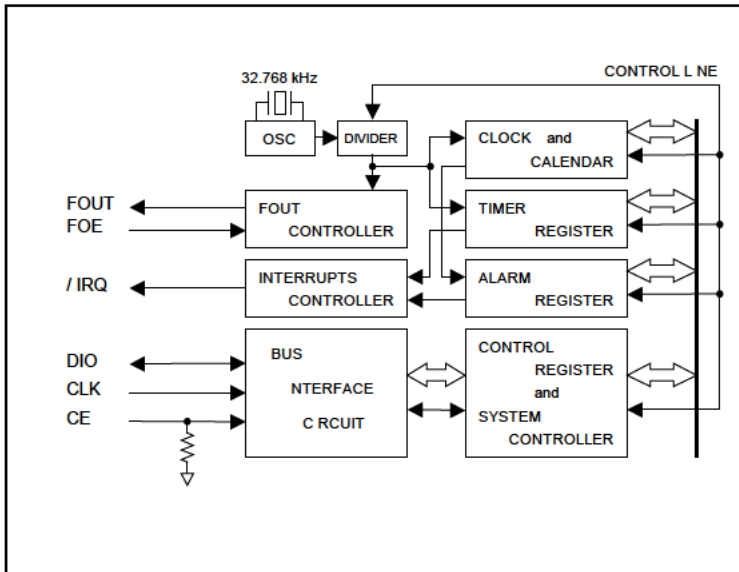 32.768 kHz
CONTROL L NE
OSC
DIVIDER
CLOCK and
CALENDAR
FOUT
FOE
FOUT
CONTROLLER
TIMER
REGISTER
/ IRQ
INTERRUPTS
CONTROLLER
ALARM
REGISTER
DIO
CLK
CE
BUS
NTERFACE
C RCUIT
CONTROL
REGISTER
and
SYSTEM
CONTROLLER